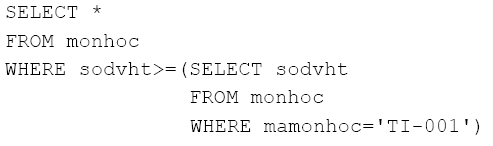 SELECT *
FROM monhoc
WHERE sodvht>=(SELECT sodvht
FROM monhoc
WHERE mamonhoc='TI-001')